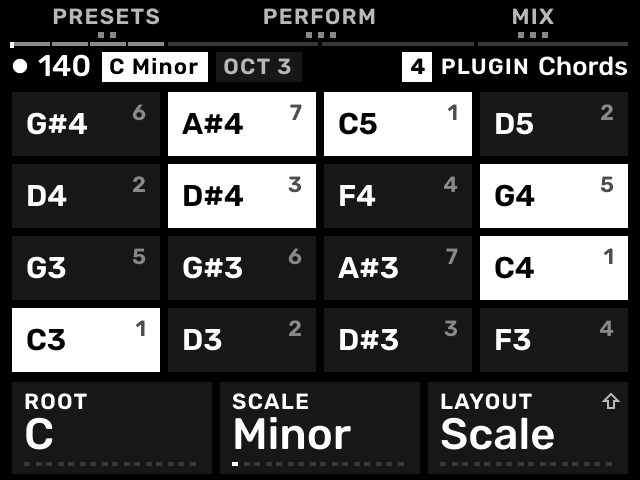 PRESETS PERFORM MIX
140 C Minor OCT 3 4 PLUGIN Chords
G#4 6 A#4 7 C5 1 D5 2
D4 2 D#4 3 F4 4 G4 5
G3 5 G#3 6 A#3 7 C4 1
C3 1 D3 2 D#3 3 F3 4
ROOT SCALE LAYOUT
C Minor Scale